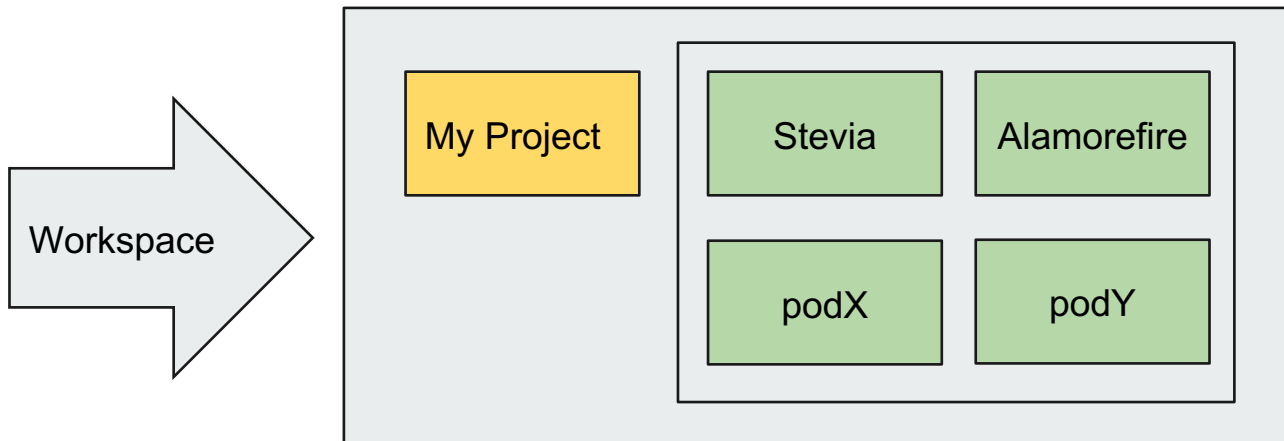 Workspace
My Project
Stevia
Alamorefire
podX
podY